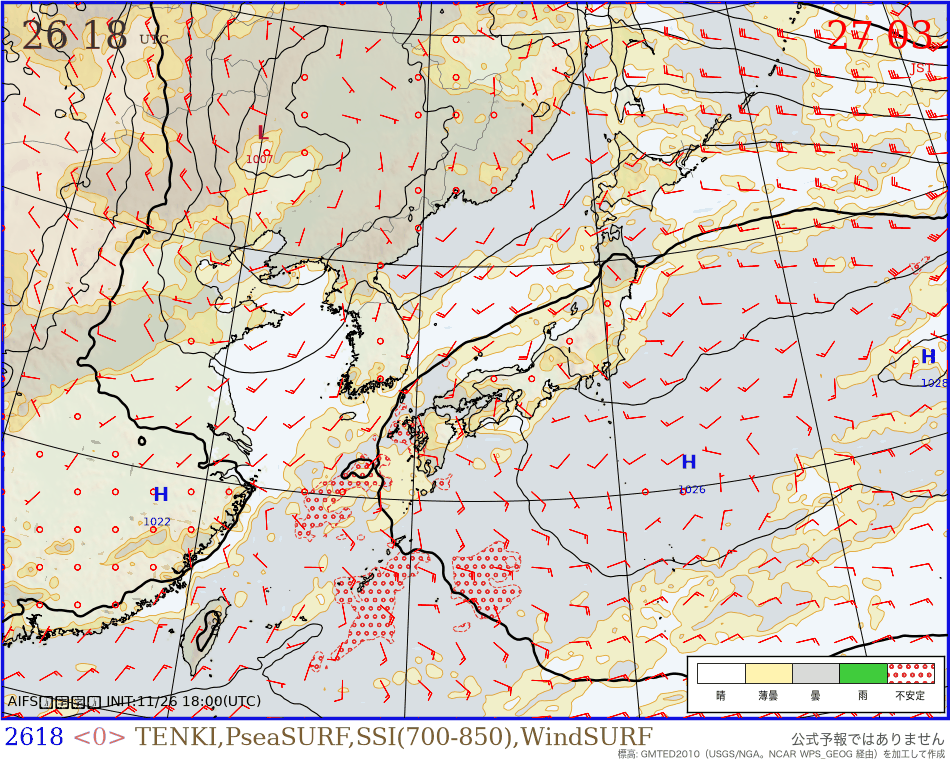 26 18 UTC
27 03
JST
L
1007
H
1028
H
1026
H
1022
晴 薄曇 曇 雨 不安定
AIFS INIT:11/26 18:00(UTC)
2618 <0> TENKI,PseaSURF,SSI(700-850),WindSURF
公式予報ではありません
標高: GMTED2010（USGS/NGA。NCAR WPS_GEOG 経由）を加工して作成